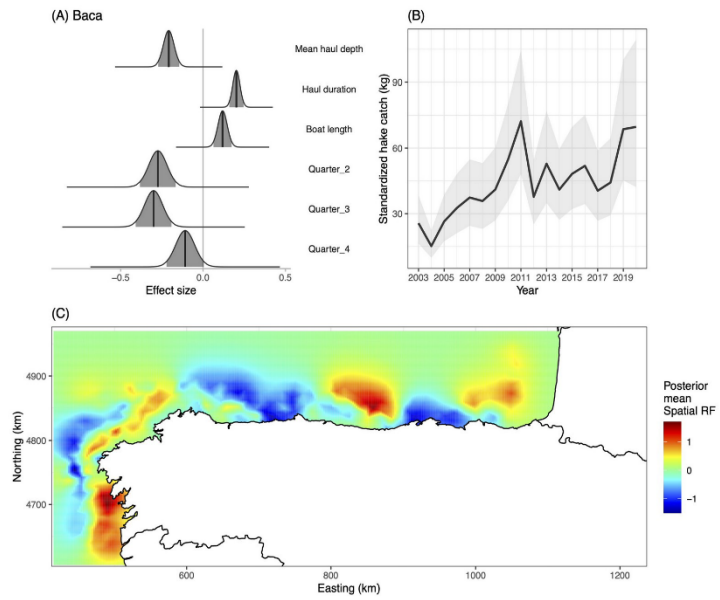 (A) Baca
Mean haul depth
Haul duration
Boat length
Quarter_2
Quarter_3
Quarter_4
−0.5
0.0
0.5
Effect size
(B)
Standardized hake catch (kg)
90
60
30
2003 2005 2007 2009 2011 2013 2015 2017 2019
Year
(C)
Northing (km)
4900
4800
4700
600
800
1000
1200
Easting (km)
Posterior
mean
Spatial RF
1
0
−1